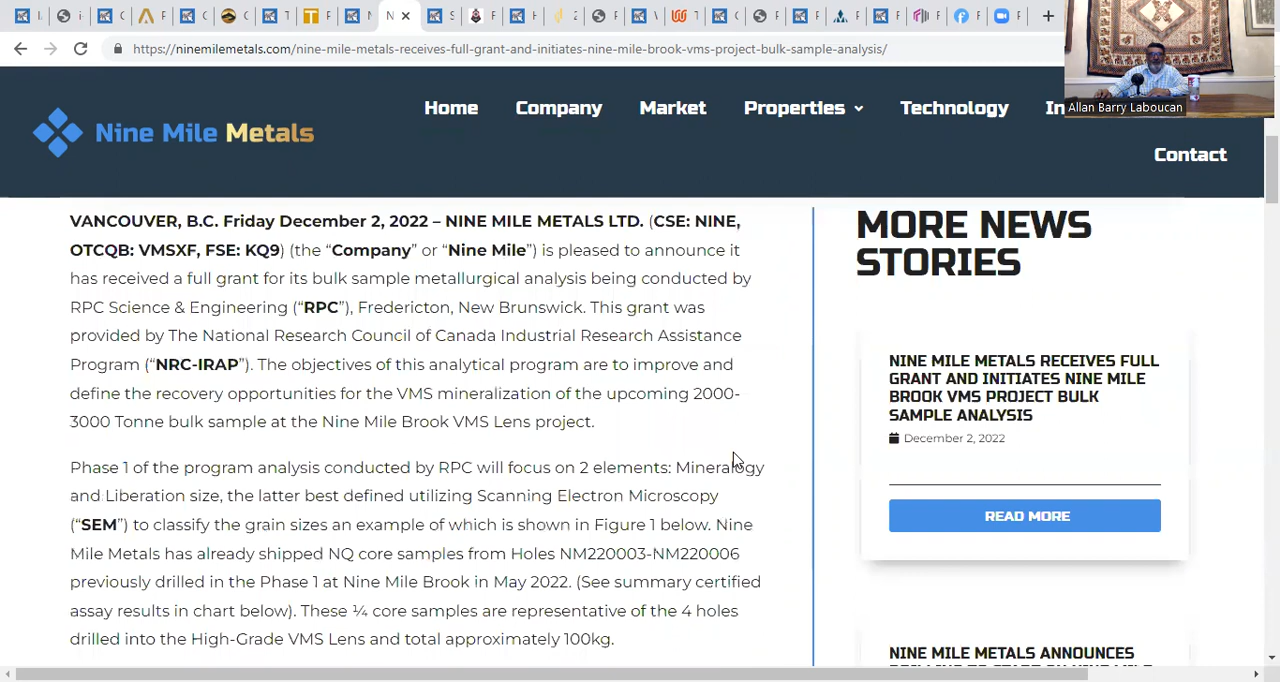 https://ninemilemetals.com/nine-mile-metals-receives-full-grant-and-initiates-nine-mile-brook-vms-project-bulk-sample-analysis/
Allan Barry Laboucan
Nine Mile Metals
Home Company Market Properties Technology
Contact
VANCOUVER, B.C. Friday December 2, 2022 – NINE MILE METALS LTD. (CSE: NINE,
OTCQB: VMSXF, FSE: KQ9) (the “Company” or “Nine Mile”) is pleased to announce it
has received a full grant for its bulk sample metallurgical analysis being conducted by
RPC Science & Engineering (“RPC”), Fredericton, New Brunswick. This grant was
provided by The National Research Council of Canada Industrial Research Assistance
Program (“NRC-IRAP”). The objectives of this analytical program are to improve and
define the recovery opportunities for the VMS mineralization of the upcoming 2000-
3000 Tonne bulk sample at the Nine Mile Brook VMS Lens project.
Phase 1 of the program analysis conducted by RPC will focus on 2 elements: Mineralogy
and Liberation size, the latter best defined utilizing Scanning Electron Microscopy
(“SEM”) to classify the grain sizes an example of which is shown in Figure 1 below. Nine
Mile Metals has already shipped NQ core samples from Holes NM220003-NM220006
previously drilled in the Phase 1 at Nine Mile Brook in May 2022. (See summary certified
assay results in chart below). These ¼ core samples are representative of the 4 holes
drilled into the High-Grade VMS Lens and total approximately 100kg.
MORE NEWS
STORIES
NINE MILE METALS RECEIVES FULL
GRANT AND INITIATES NINE MILE
BROOK VMS PROJECT BULK
SAMPLE ANALYSIS
December 2, 2022
READ MORE
NINE MILE METALS ANNOUNCES